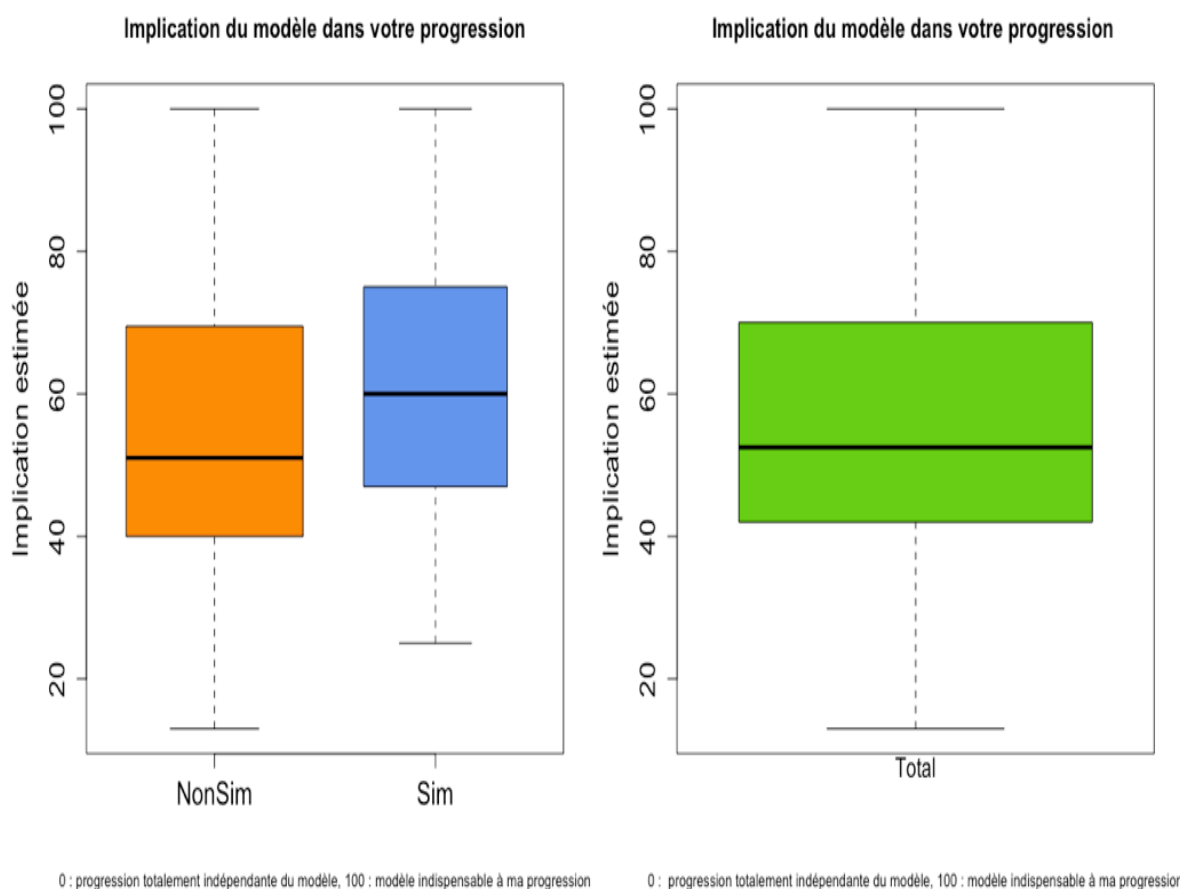 Implication du modèle dans votre progression
Implication estimée
100
80
60
40
20
NonSim Sim
0 : progression totalement indépendante du modèle, 100 : modèle indispensable à ma progression
Implication du modèle dans votre progression
Implication estimée
100
80
60
40
20
Total
0 : progression totalement indépendante du modèle, 100 : modèle indispensable à ma progression